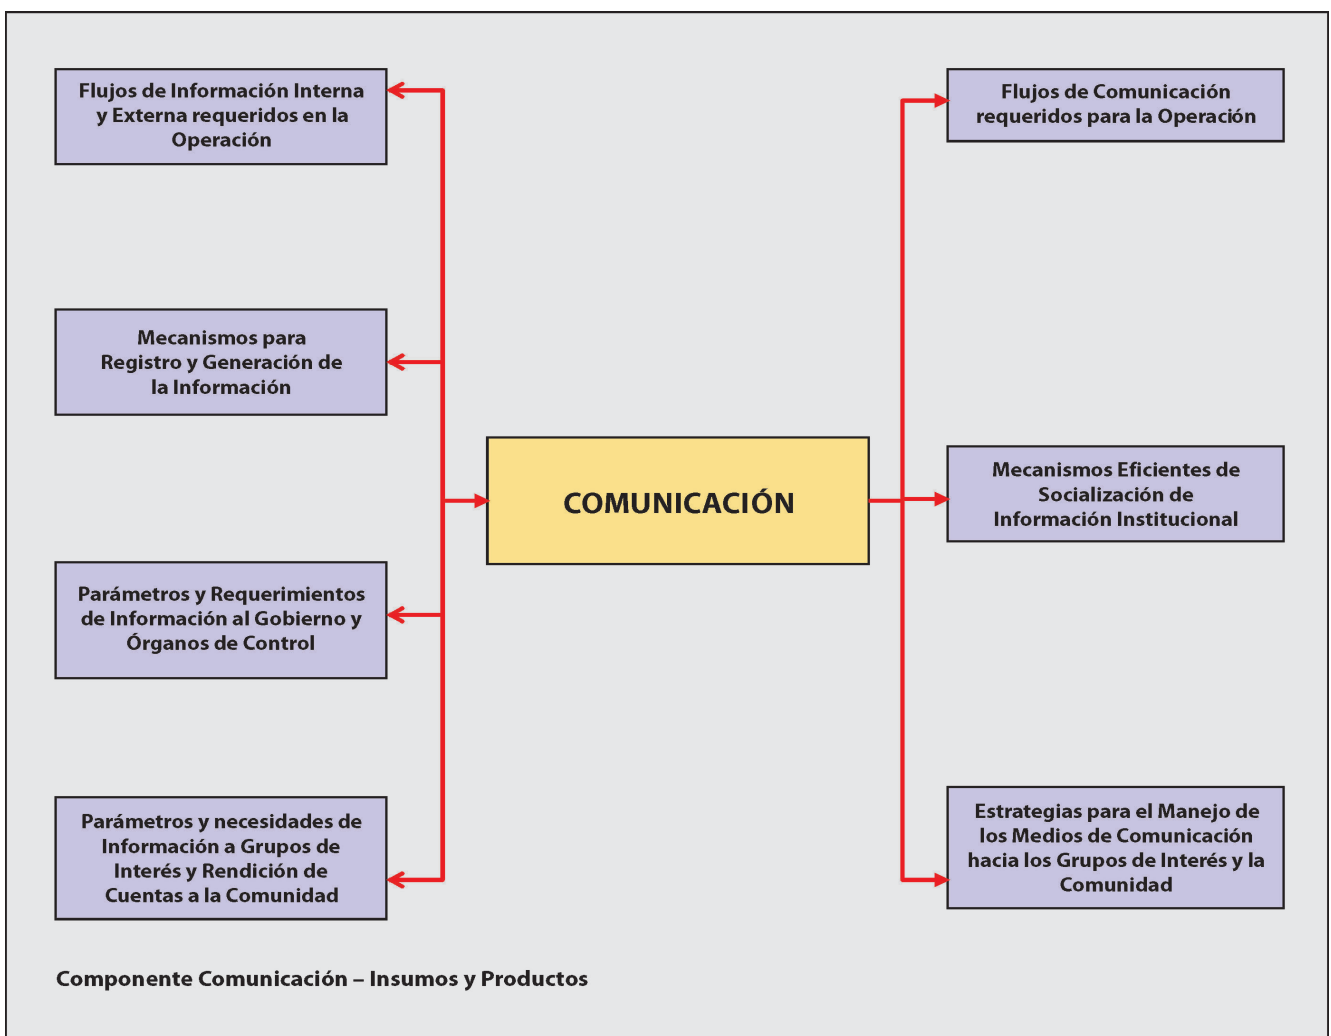 Flujos de Información Interna
y Externa requeridos en la
Operación
Mecanismos para
Registro y Generación de
la Información
Parámetros y Requerimientos
de Información al Gobierno y
Órganos de Control
Parámetros y necesidades de
Información a Grupos de
Interés y Rendición de
Cuentas a la Comunidad
COMUNICACIÓN
Flujos de Comunicación
requeridos para la Operación
Mecanismos Eficientes de
Socialización de
Información Institucional
Estrategias para el Manejo de
los Medios de Comunicación
hacia los Grupos de Interés y la
Comunidad
Componente Comunicación – Insumos y Productos